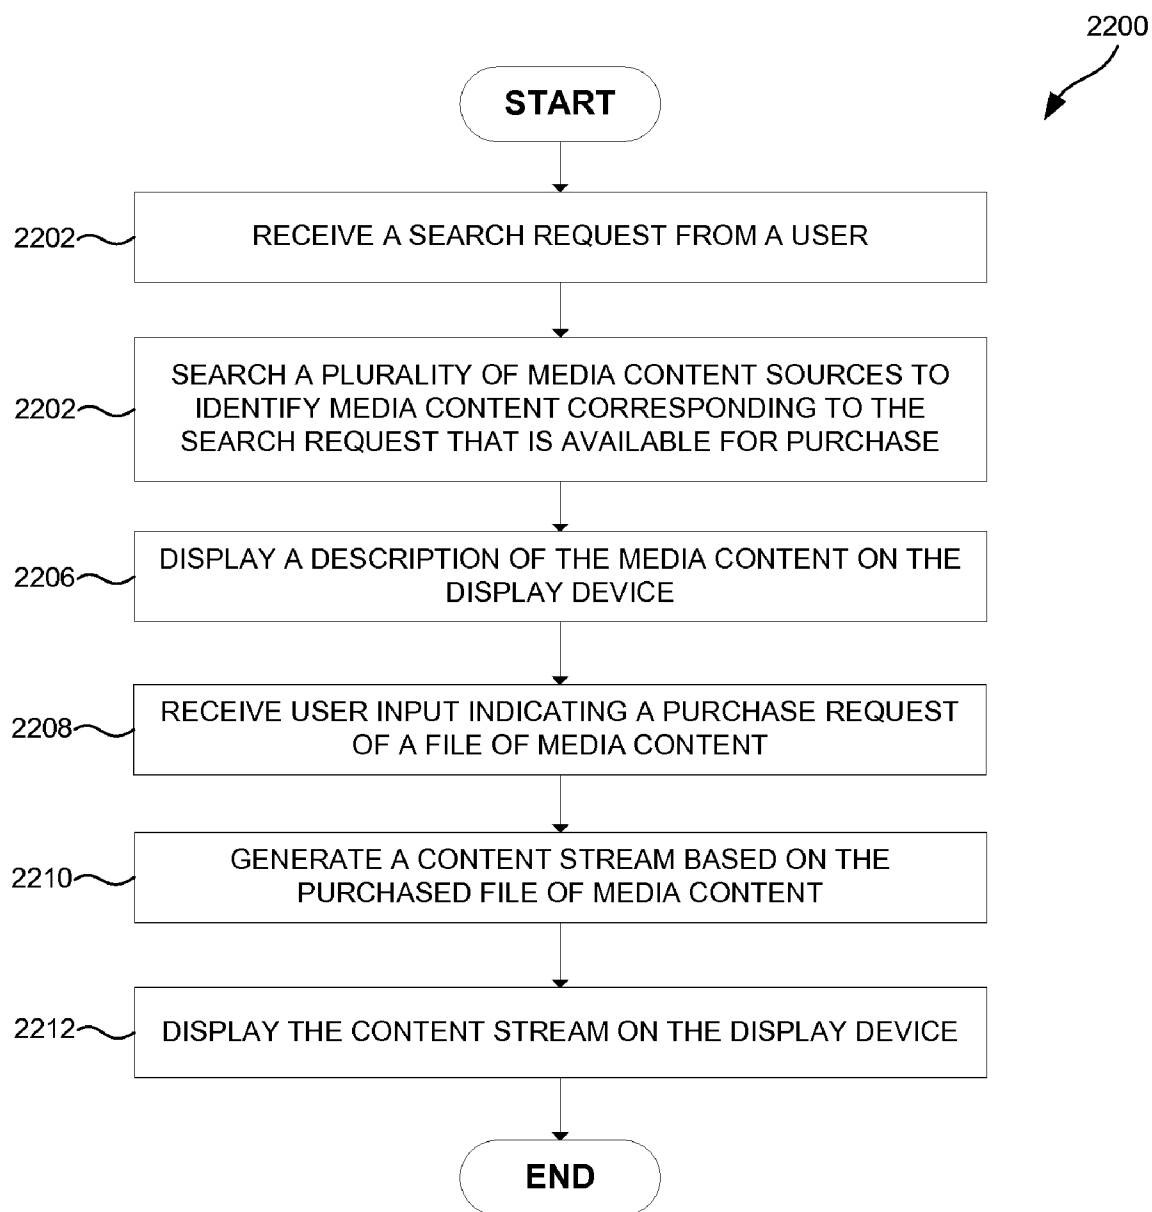 2200
START
2202
RECEIVE A SEARCH REQUEST FROM A USER
2202
SEARCH A PLURALITY OF MEDIA CONTENT SOURCES TO
IDENTIFY MEDIA CONTENT CORRESPONDING TO THE
SEARCH REQUEST THAT IS AVAILABLE FOR PURCHASE
2206
DISPLAY A DESCRIPTION OF THE MEDIA CONTENT ON THE
DISPLAY DEVICE
2208
RECEIVE USER INPUT INDICATING A PURCHASE REQUEST
OF A FILE OF MEDIA CONTENT
2210
GENERATE A CONTENT STREAM BASED ON THE
PURCHASED FILE OF MEDIA CONTENT
2212
DISPLAY THE CONTENT STREAM ON THE DISPLAY DEVICE
END